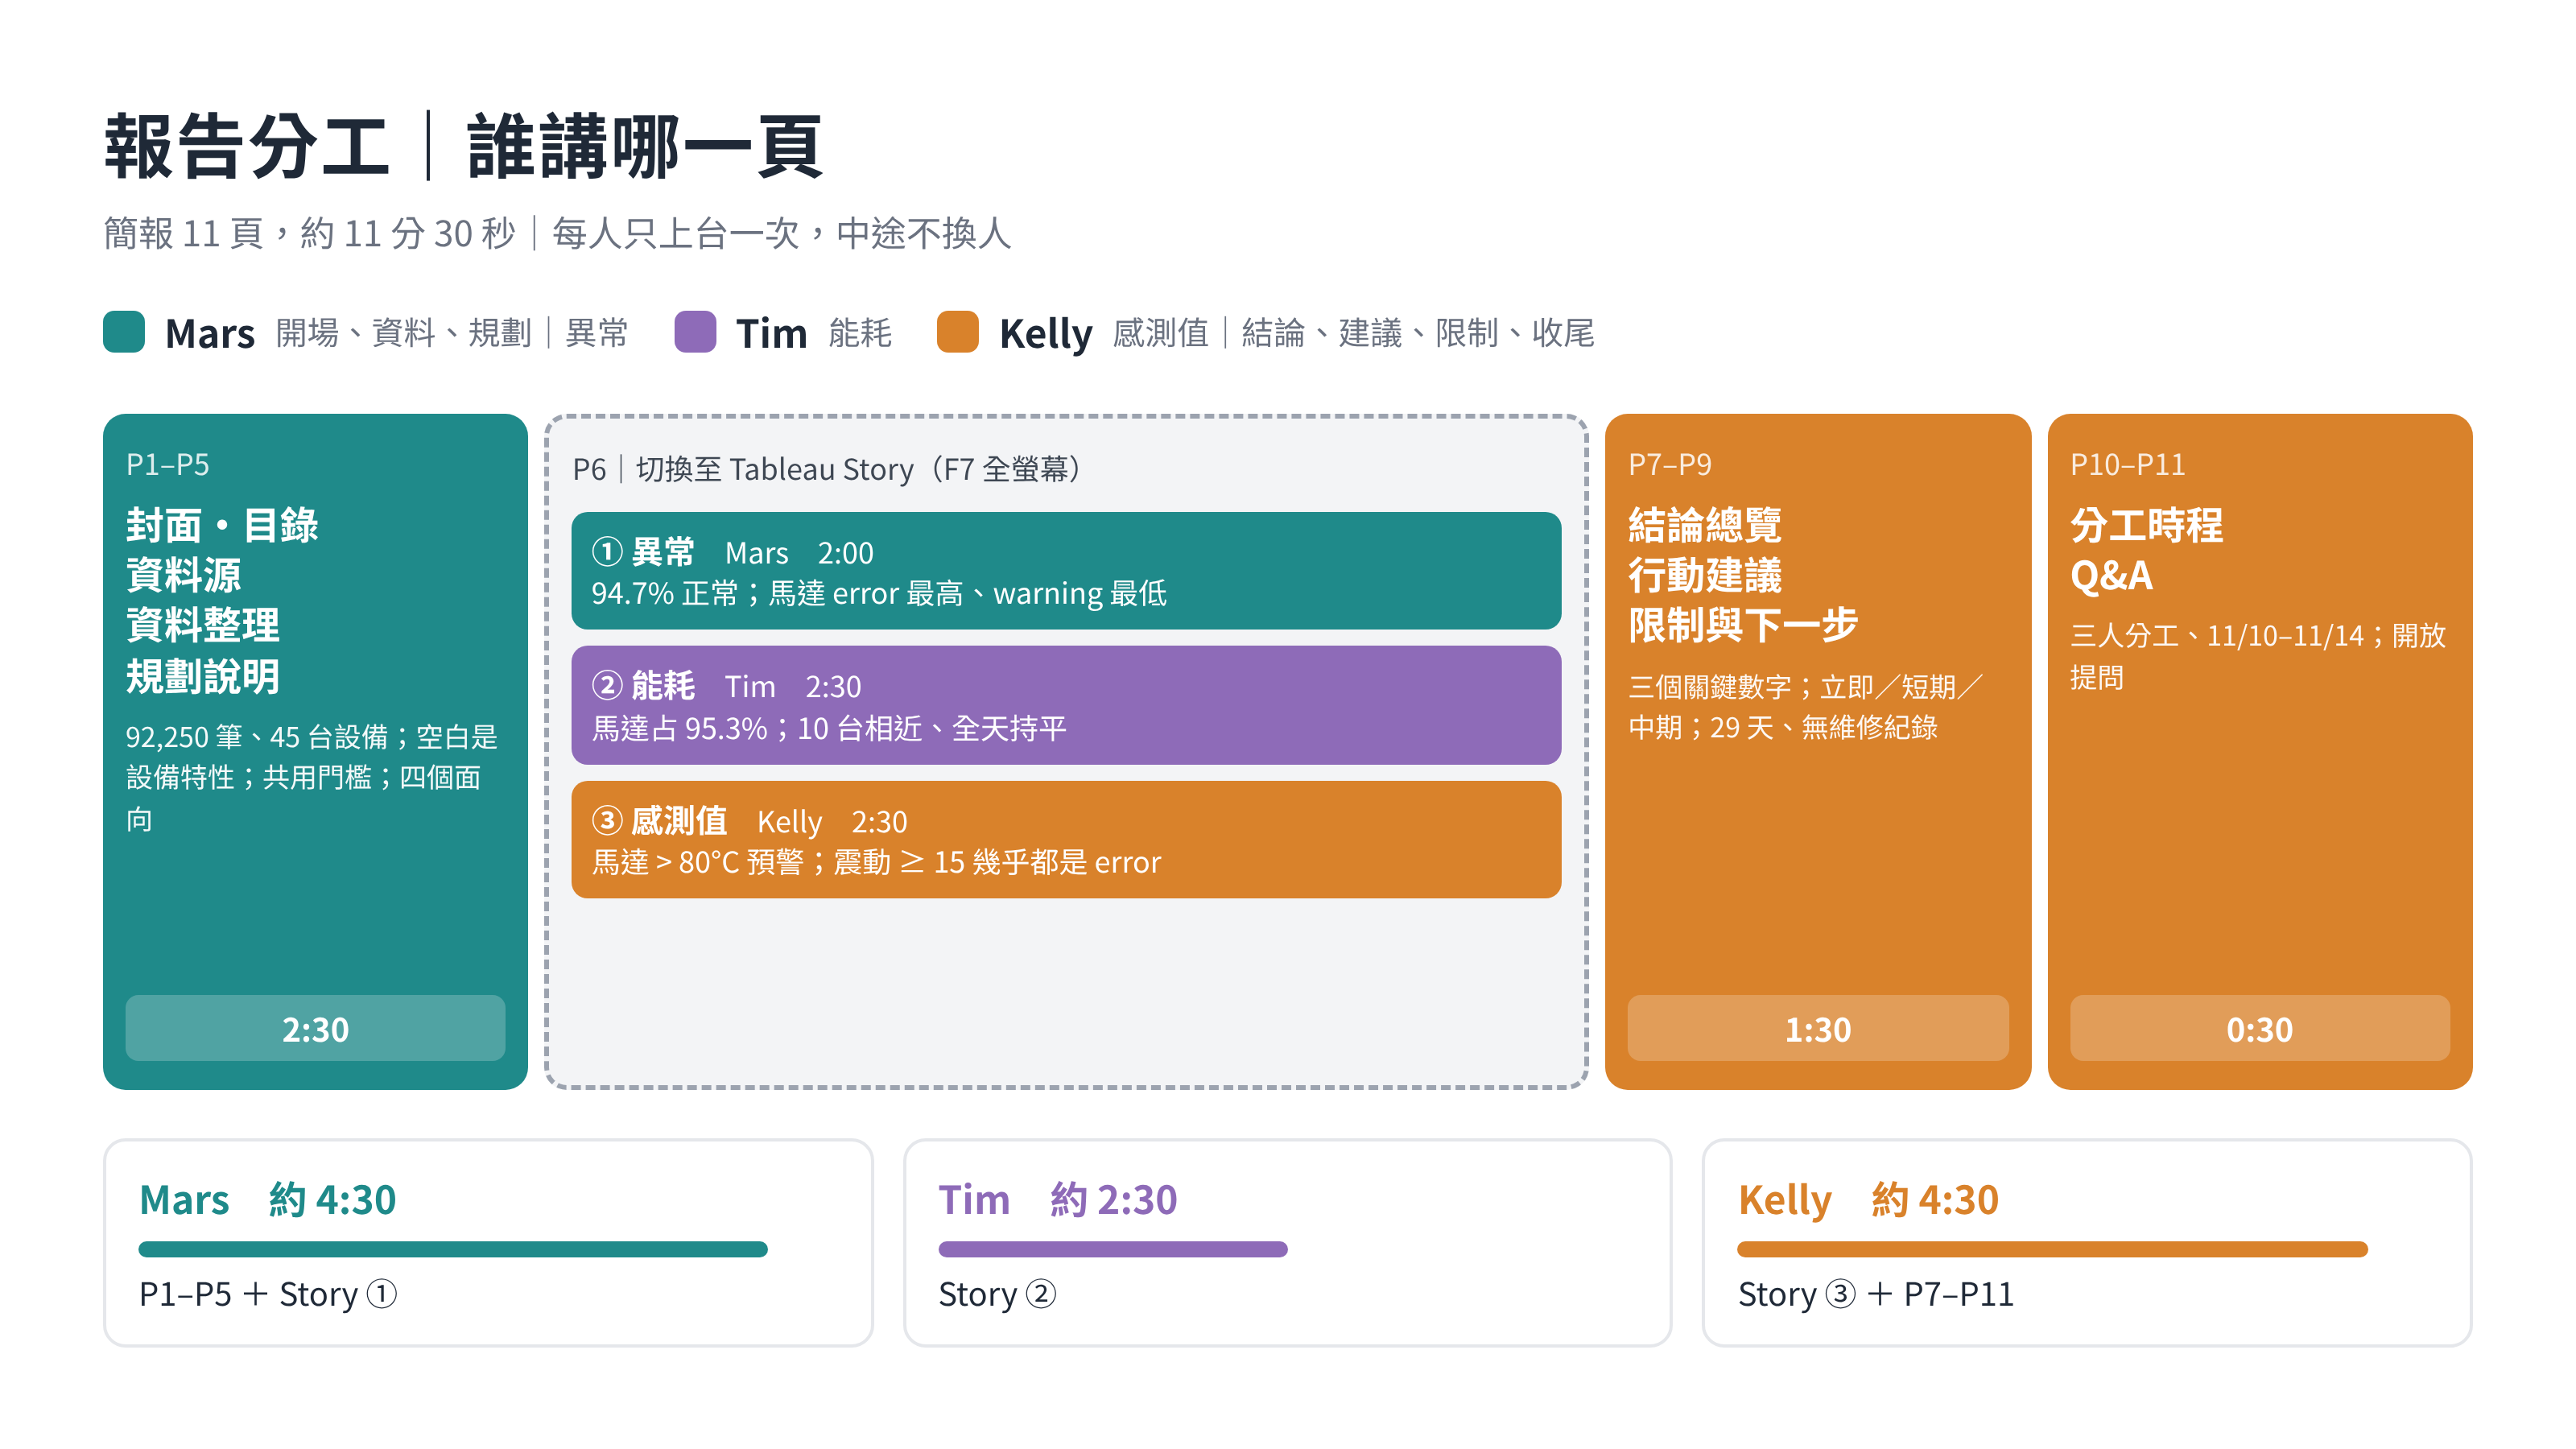 報告分工｜誰講哪一頁
簡報 11 頁，約 11 分 30 秒｜每人只上台一次，中途不換人
Mars 開場、資料、規劃｜異常 Tim 能耗 Kelly 感測值｜結論、建議、限制、收尾
P1–P5
封面・目錄
資料源
資料整理
規劃說明
92,250 筆、45 台設備；空白是
設備特性；共用門檻；四個面
向
2:30
P6｜切換至 Tableau Story（F7 全螢幕）
① 異常 Mars 2:00
94.7% 正常；馬達 error 最高、warning 最低
② 能耗 Tim 2:30
馬達占 95.3%；10 台相近、全天持平
③ 感測值 Kelly 2:30
馬達 > 80°C 預警；震動 ≥ 15 幾乎都是 error
P7–P9
結論總覽
行動建議
限制與下一步
三個關鍵數字；立即／短期／
中期；29 天、無維修紀錄
1:30
P10–P11
分工時程
Q&A
三人分工、11/10–11/14；開放
提問
0:30
Mars 約 4:30
P1–P5 ＋ Story ①
Tim 約 2:30
Story ②
Kelly 約 4:30
Story ③ ＋ P7–P11